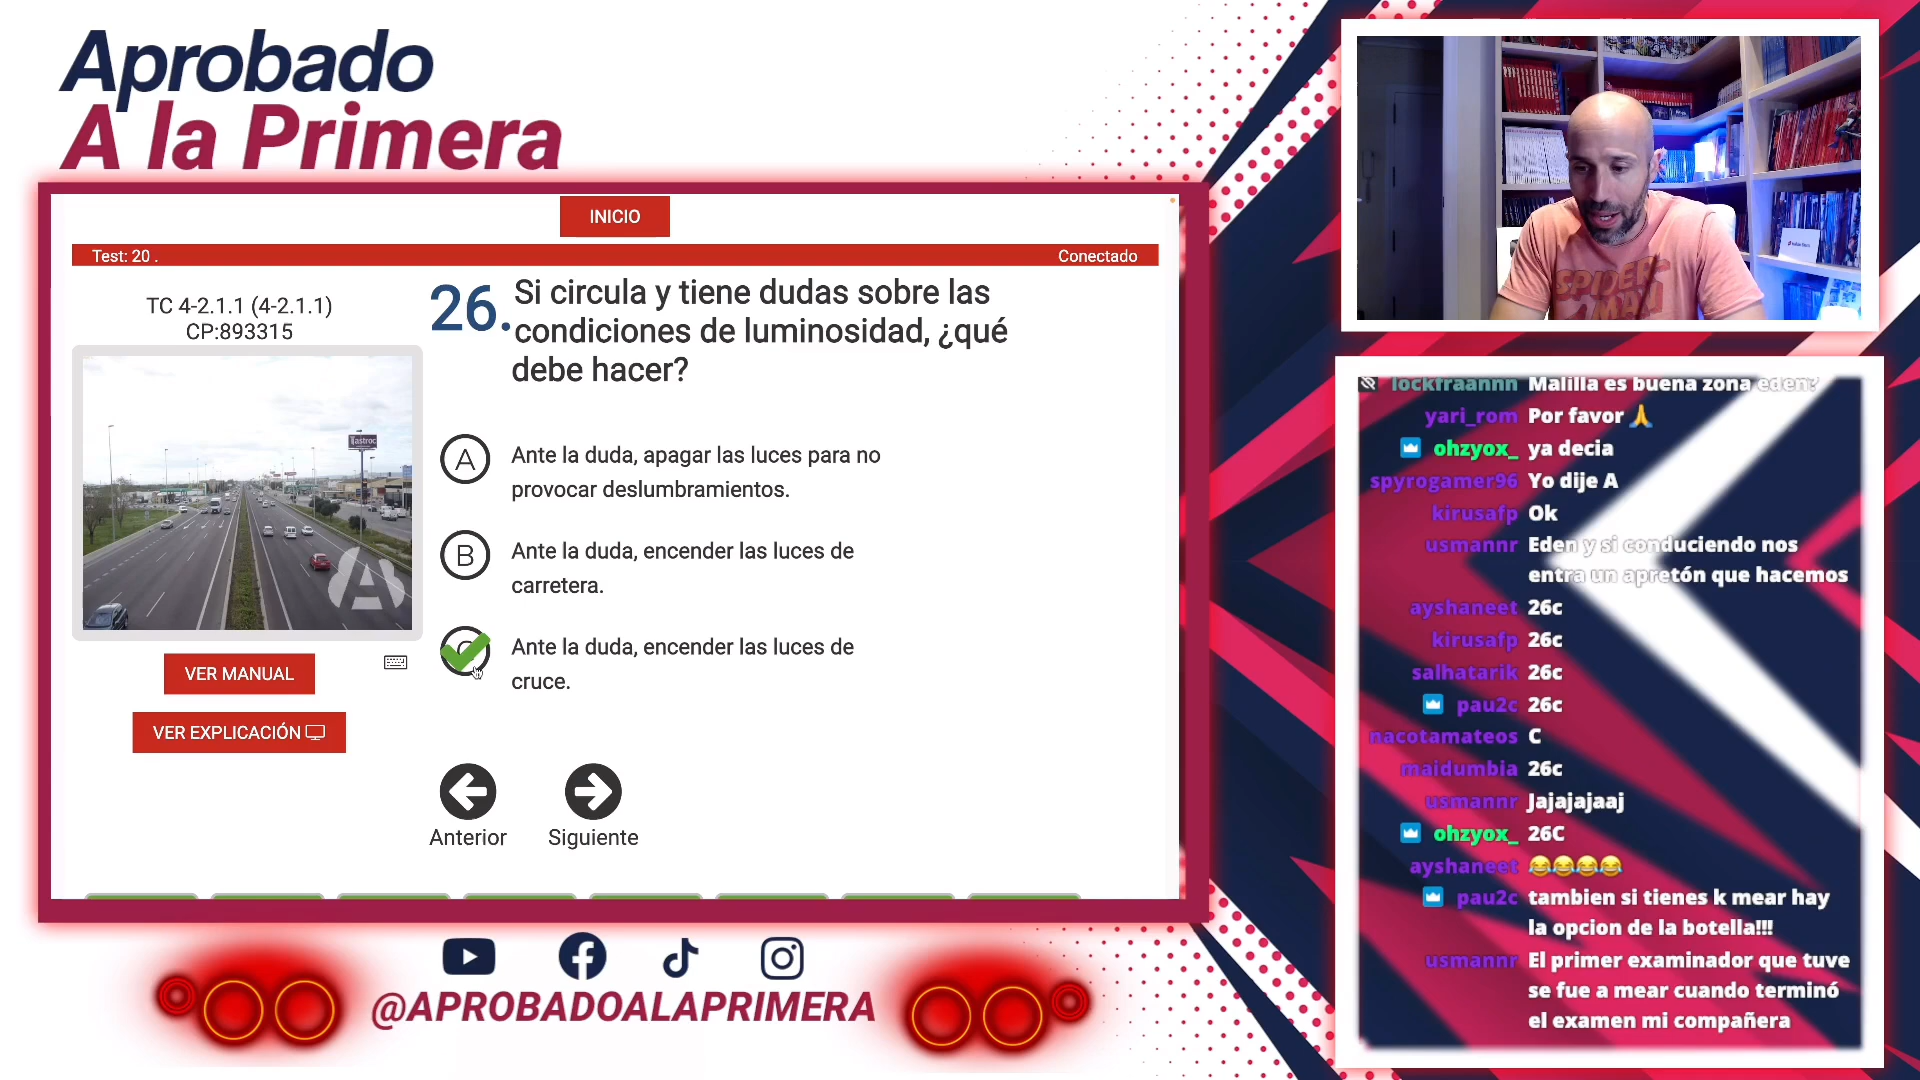 Aprobado
A la Primera
INICIO
Test: 20 .
Conectado
TC 4-2.1.1 (4-2.1.1)
CP:893315
26.
Si circula y tiene dudas sobre las
condiciones de luminosidad, ¿qué
debe hacer?
A
Ante la duda, apagar las luces para no
provocar deslumbramientos.
B
Ante la duda, encender las luces de
carretera.
Ante la duda, encender las luces de
cruce.
VER MANUAL
VER EXPLICACIÓN
Anterior
Siguiente
@APROBADOALAPRIMERA
SPIDER-
MAN
lockfraannn Malilla es buena zona eden?
yari_rom Por favor 🙏
ohzyox_ ya decia
spyrogamer96 Yo dije A
kirusafp Ok
usmannr Eden y si conduciendo nos
entra un apretón que hacemos
ayshaneet 26c
kirusafp 26c
salhatarik 26c
pau2c 26c
nacotamateos C
maidumbia 26c
usmannr Jajajajaaj
ohzyox_ 26C
ayshaneet 😂😂😂😂
pau2c tambien si tienes k mear hay
la opcion de la botella!!!
usmannr El primer examinador que tuve
se fue a mear cuando terminó
el examen mi compañera